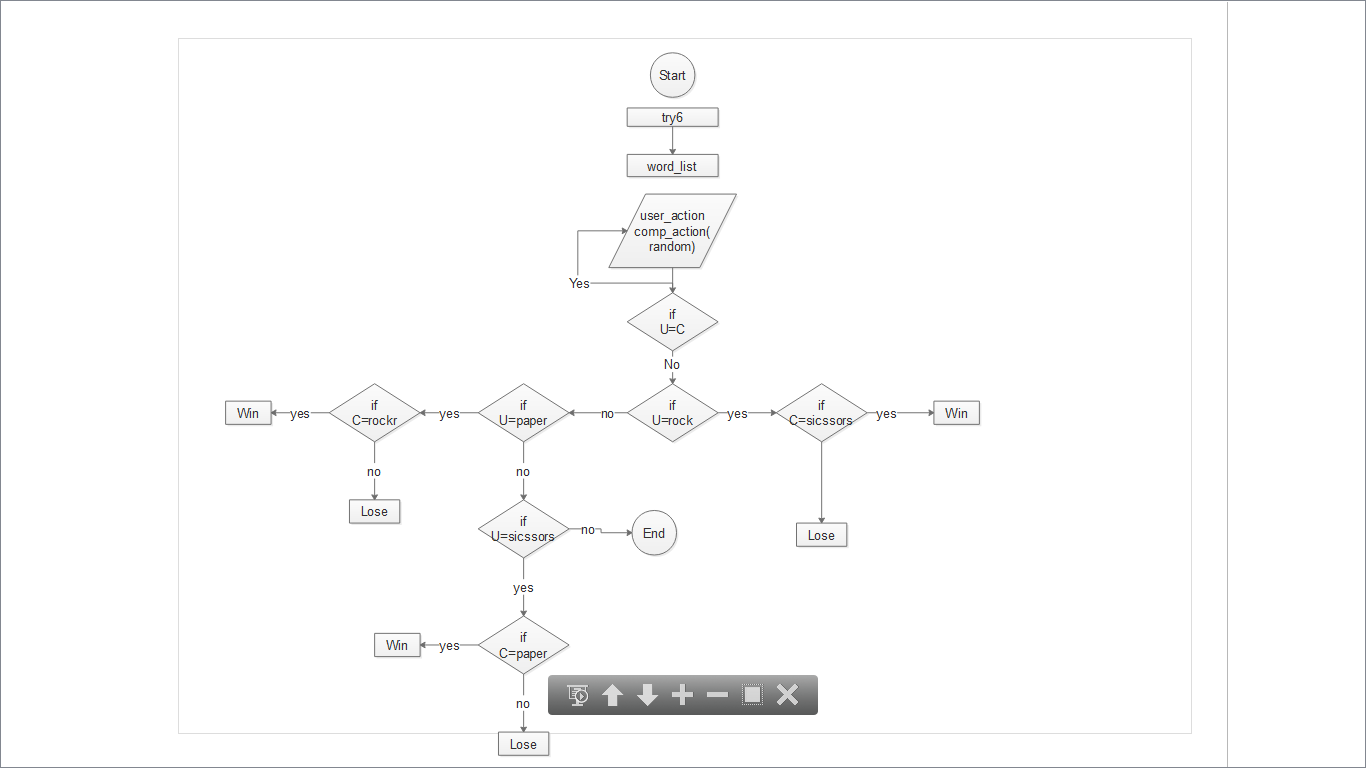 Start
try6
word_list
user_action
comp_action(
random)
Yes
if
U=C
No
Win
yes
if
C=rockr
yes
if
U=paper
no
if
U=rock
yes
if
C=sicssors
yes
Win
no
no
Lose
if
U=sicssors
no
End
Lose
yes
Win
yes
if
C=paper
no
Lose